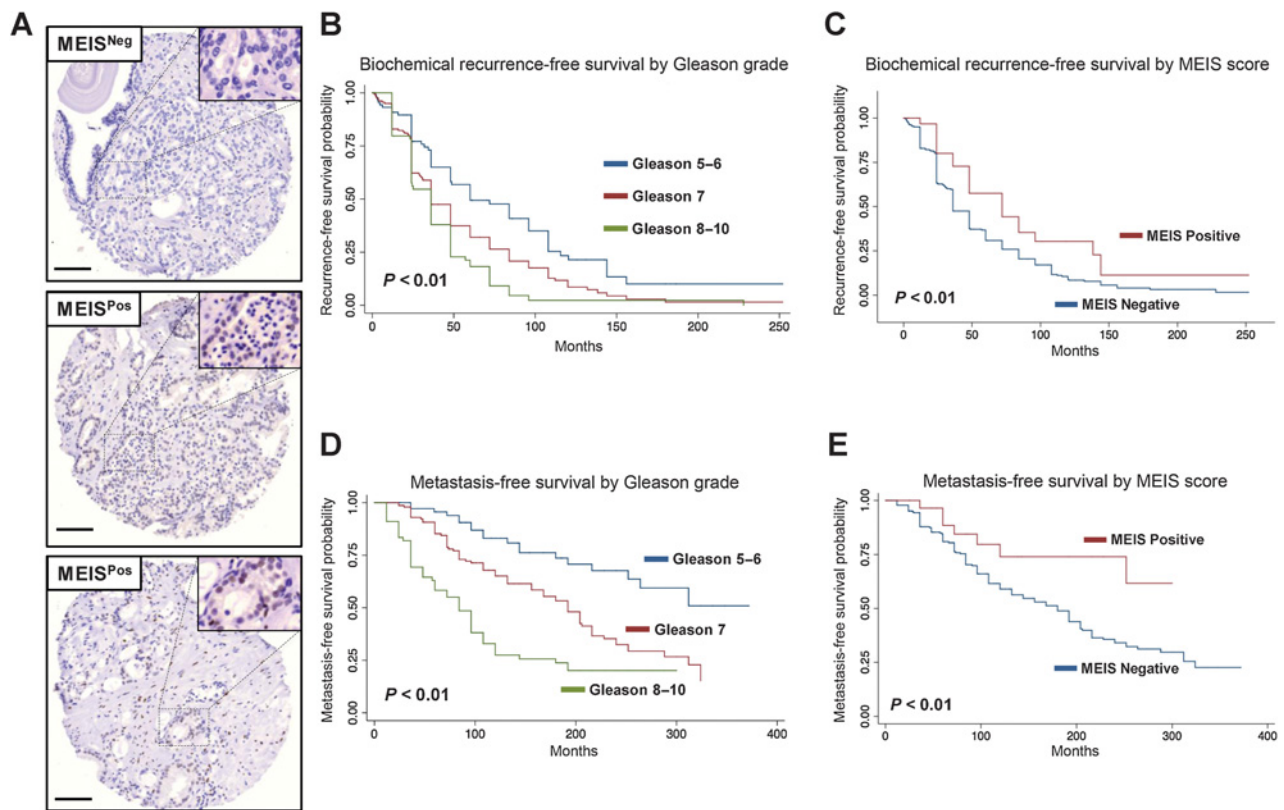 A
MEISNeg
MEISPos
MEISPos
B
Biochemical recurrence-free survival by Gleason grade
Recurrence-free survival probability
1.00
0.75
0.50
0.25
0.00
Gleason 5–6
Gleason 7
Gleason 8–10
P < 0.01
0 50 100 150 200 250
Months
C
Biochemical recurrence-free survival by MEIS score
Recurrence-free survival probability
1.00
0.75
0.50
0.25
0.00
MEIS Positive
MEIS Negative
P < 0.01
0 50 100 150 200 250
Months
D
Metastasis-free survival by Gleason grade
Metastasis-free survival probability
1.00
0.75
0.50
0.25
0.00
Gleason 5–6
Gleason 7
Gleason 8–10
P < 0.01
0 100 200 300 400
Months
E
Metastasis-free survival by MEIS score
Metastasis-free survival probability
1.00
0.75
0.50
0.25
0.00
MEIS Positive
MEIS Negative
P < 0.01
0 100 200 300 400
Months